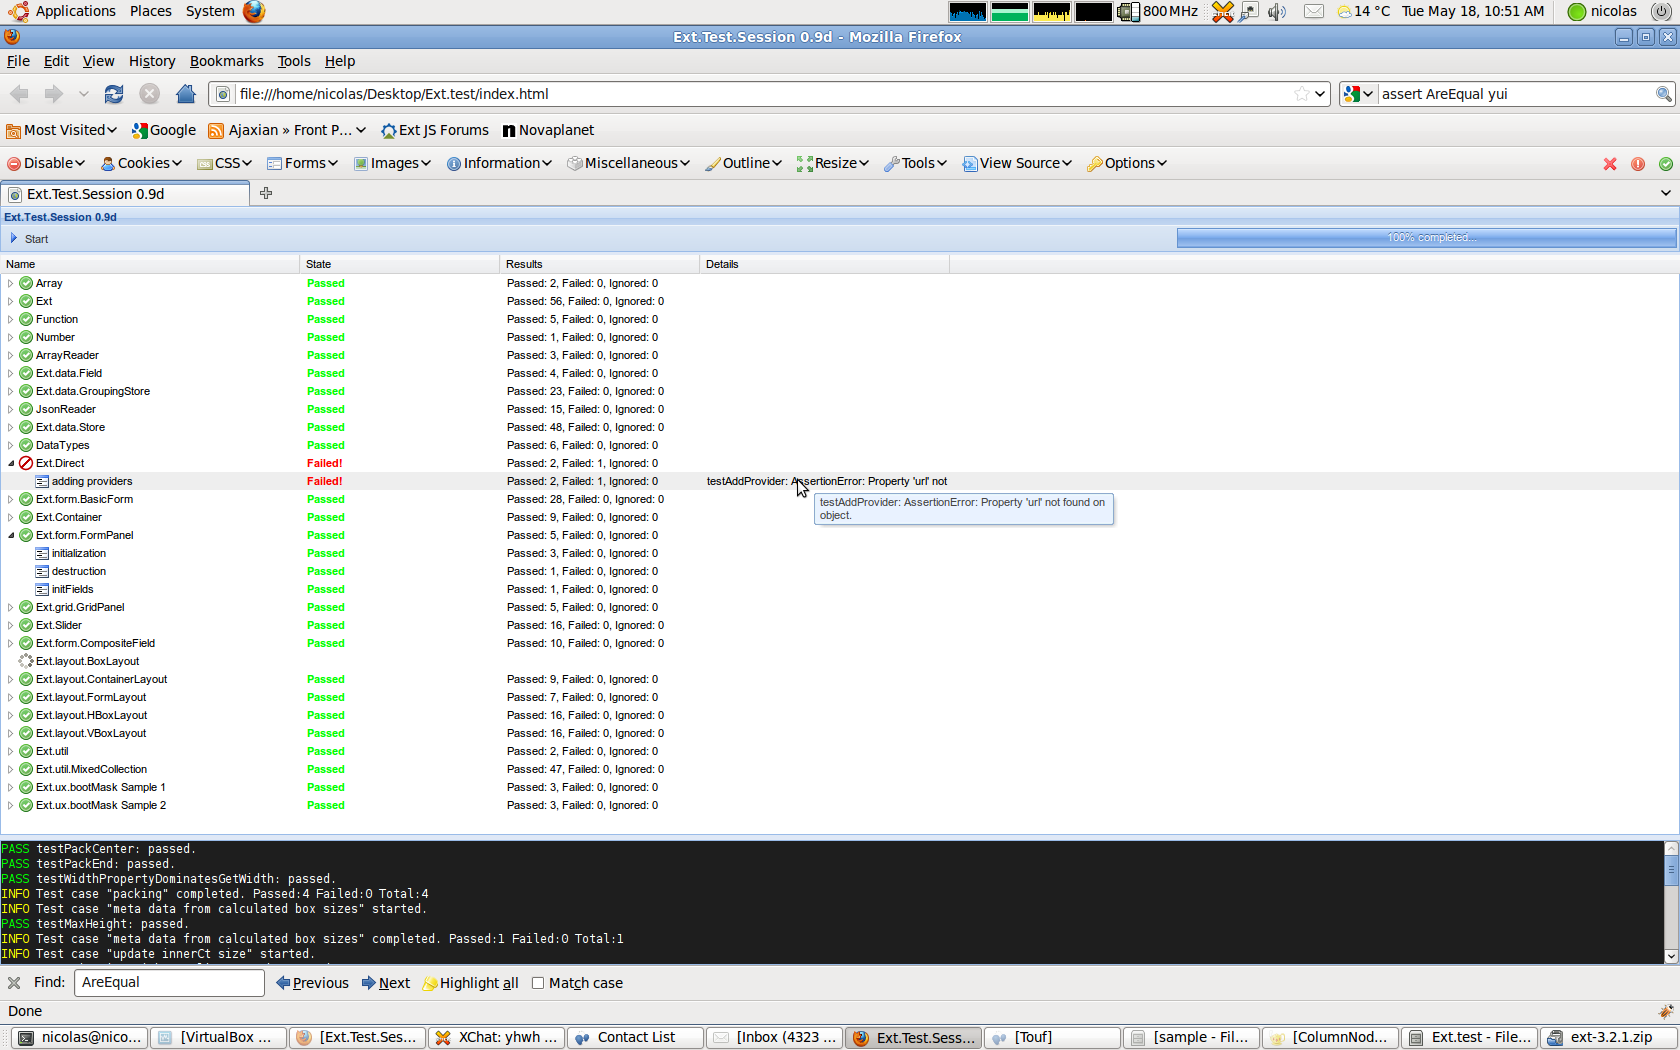 Applications Places System 800 MHz 14 °C Tue May 18, 10:51 AM nicolas
Ext.Test.Session 0.9d - Mozilla Firefox
File Edit View History Bookmarks Tools Help
file:///home/nicolas/Desktop/Ext.test/index.html assert AreEqual yui
Most Visited Google Ajaxian » Front P... Ext JS Forums n Novaplanet
Disable Cookies CSS Forms Images Information Miscellaneous Outline Resize Tools View Source Options
Ext.Test.Session 0.9d
Ext.Test.Session 0.9d
Start 100% completed...
Name State Results Details
Array Passed Passed: 2, Failed: 0, Ignored: 0
Ext Passed Passed: 56, Failed: 0, Ignored: 0
Function Passed Passed: 5, Failed: 0, Ignored: 0
Number Passed Passed: 1, Failed: 0, Ignored: 0
ArrayReader Passed Passed: 3, Failed: 0, Ignored: 0
Ext.data.Field Passed Passed: 4, Failed: 0, Ignored: 0
Ext.data.GroupingStore Passed Passed: 23, Failed: 0, Ignored: 0
JsonReader Passed Passed: 15, Failed: 0, Ignored: 0
Ext.data.Store Passed Passed: 48, Failed: 0, Ignored: 0
DataTypes Passed Passed: 6, Failed: 0, Ignored: 0
Ext.Direct Failed! Passed: 2, Failed: 1, Ignored: 0
adding providers Failed! Passed: 2, Failed: 1, Ignored: 0 testAddProvider: AssertionError: Property 'url' not
Ext.form.BasicForm Passed Passed: 28, Failed: 0, Ignored: 0
testAddProvider: AssertionError: Property 'url' not found on
object.
Ext.Container Passed Passed: 9, Failed: 0, Ignored: 0
Ext.form.FormPanel Passed Passed: 5, Failed: 0, Ignored: 0
initialization Passed Passed: 3, Failed: 0, Ignored: 0
destruction Passed Passed: 1, Failed: 0, Ignored: 0
initFields Passed Passed: 1, Failed: 0, Ignored: 0
Ext.grid.GridPanel Passed Passed: 5, Failed: 0, Ignored: 0
Ext.Slider Passed Passed: 16, Failed: 0, Ignored: 0
Ext.form.CompositeField Passed Passed: 10, Failed: 0, Ignored: 0
Ext.layout.BoxLayout
Ext.layout.ContainerLayout Passed Passed: 9, Failed: 0, Ignored: 0
Ext.layout.FormLayout Passed Passed: 7, Failed: 0, Ignored: 0
Ext.layout.HBoxLayout Passed Passed: 16, Failed: 0, Ignored: 0
Ext.layout.VBoxLayout Passed Passed: 16, Failed: 0, Ignored: 0
Ext.util Passed Passed: 2, Failed: 0, Ignored: 0
Ext.util.MixedCollection Passed Passed: 47, Failed: 0, Ignored: 0
Ext.ux.bootMask Sample 1 Passed Passed: 3, Failed: 0, Ignored: 0
Ext.ux.bootMask Sample 2 Passed Passed: 3, Failed: 0, Ignored: 0
PASS testPackCenter: passed.
PASS testPackEnd: passed.
PASS testWidthPropertyDominatesGetWidth: passed.
INFO Test case "packing" completed. Passed:4 Failed:0 Total:4
INFO Test case "meta data from calculated box sizes" started.
PASS testMaxHeight: passed.
INFO Test case "meta data from calculated box sizes" completed. Passed:1 Failed:0 Total:1
INFO Test case "update innerCt size" started.
Find: AreEqual Previous Next Highlight all Match case
Done
nicolas@nico... [VirtualBox ... [Ext.Test.Ses... XChat: yhwh ... Contact List [Inbox (4323 ... Ext.Test.Sess... [Touf] [sample - Fil... [ColumnNod... Ext.test - File... ext-3.2.1.zip